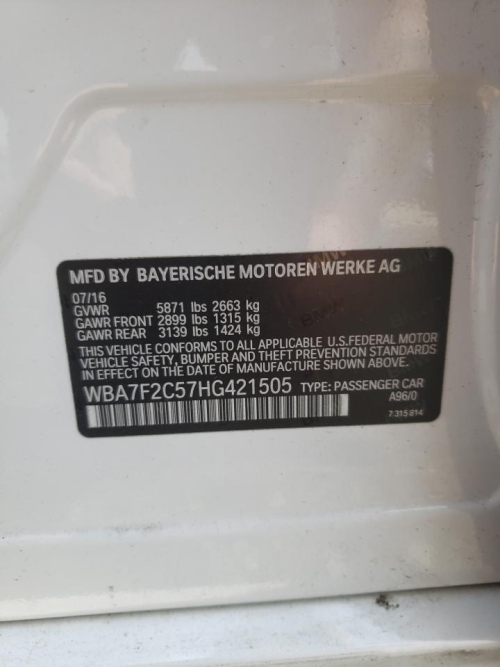 MFD BY BAYERISCHE MOTOREN WERKE AG
07/16
GVWR 5871 lbs 2663 kg
GAWR FRONT 2899 lbs 1315 kg
GAWR REAR 3139 lbs 1424 kg
THIS VEHICLE CONFORMS TO ALL APPLICABLE U.S.FEDERAL MOTOR
VEHICLE SAFETY, BUMPER AND THEFT PREVENTION STANDARDS
IN EFFECT ON THE DATE OF MANUFACTURE SHOWN ABOVE.
WBA7F2C57HG421505 TYPE: PASSENGER CAR
A96/0
7 315 814